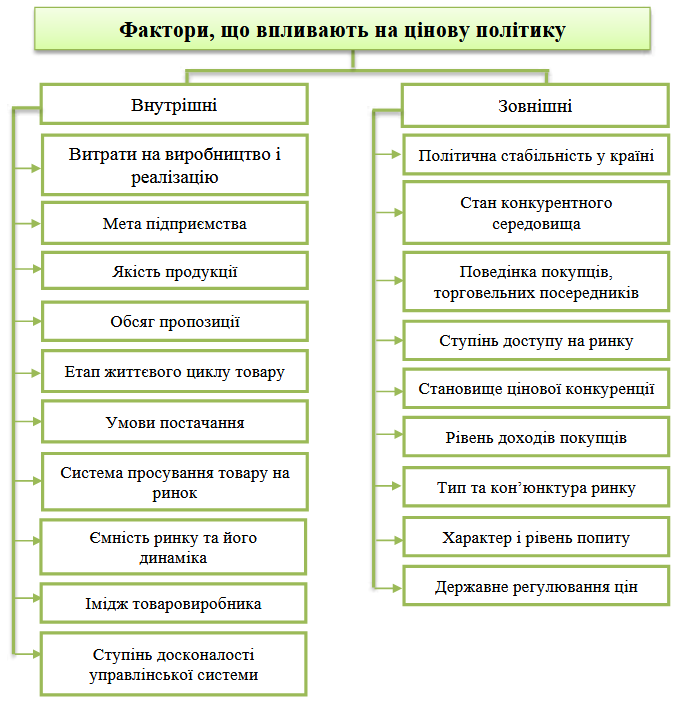 Фактори, що впливають на цінову політику
Внутрішні
Витрати на виробництво і
реалізацію
Мета підприємства
Якість продукції
Обсяг пропозиції
Етап життєвого циклу товару
Умови постачання
Система просування товару на
ринок
Ємність ринку та його
динаміка
Імідж товаровиробника
Ступінь досконалості
управлінської системи
Зовнішні
Політична стабільність у країні
Стан конкурентного
середовища
Поведінка покупців,
торговельних посередників
Ступінь доступу на ринку
Становище цінової конкуренції
Рівень доходів покупців
Тип та кон’юнктура ринку
Характер і рівень попиту
Державне регулювання цін